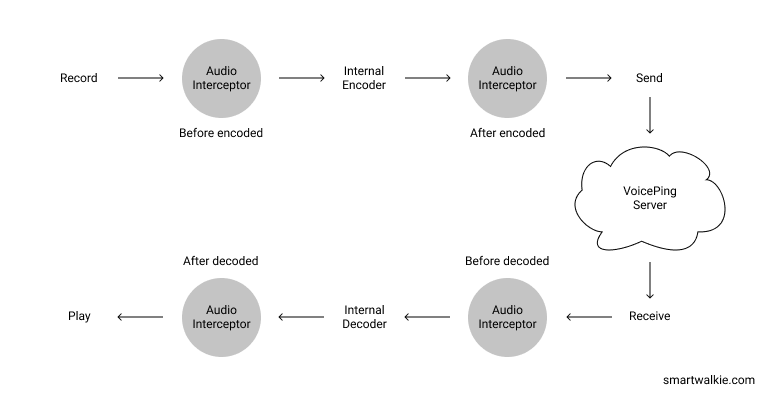 Record
Audio
Interceptor
Before encoded
Internal
Encoder
Audio
Interceptor
After encoded
Send
VoicePing
Server
Receive
Before decoded
Audio
Interceptor
Internal
Decoder
After decoded
Audio
Interceptor
Play
smartwalkie.com